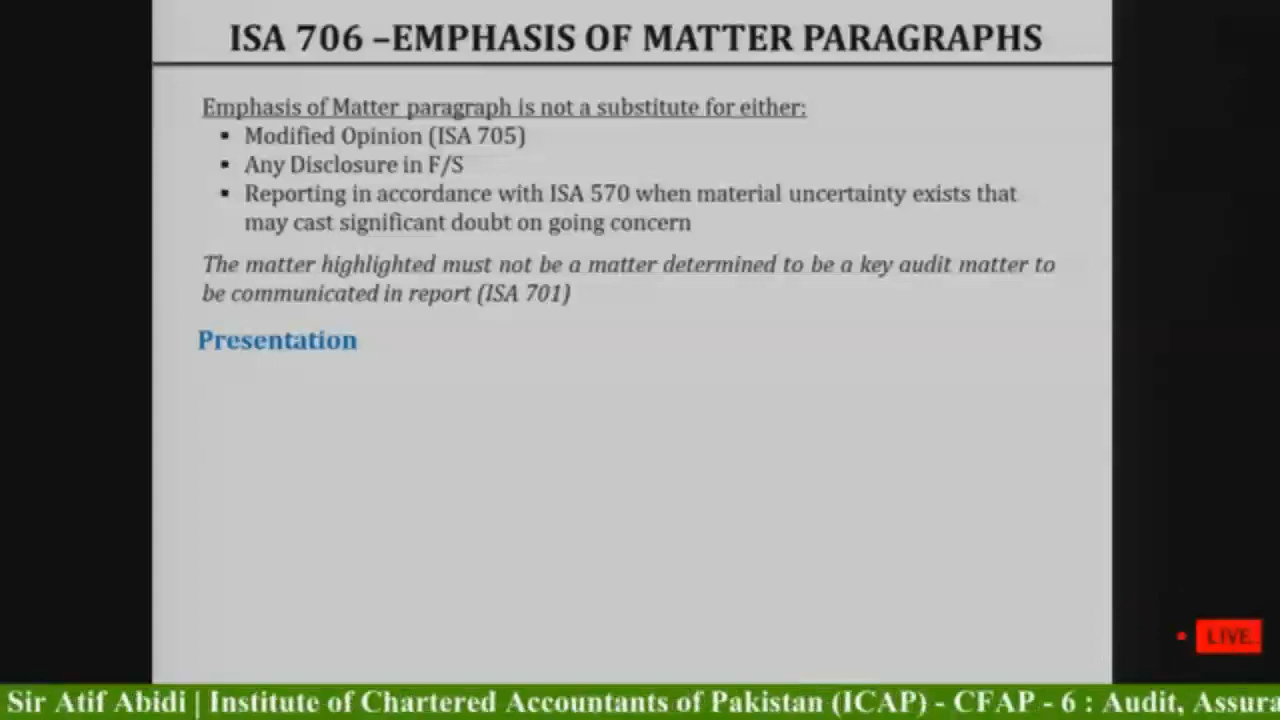 ISA 706 –EMPHASIS OF MATTER PARAGRAPHS
Emphasis of Matter paragraph is not a substitute for either:
▪ Modified Opinion (ISA 705)
▪ Any Disclosure in F/S
▪ Reporting in accordance with ISA 570 when material uncertainty exists that
may cast significant doubt on going concern
The matter highlighted must not be a matter determined to be a key audit matter to
be communicated in report (ISA 701)
Presentation
• LIVE
Sir Atif Abidi | Institute of Chartered Accountants of Pakistan (ICAP) - CFAP - 6 : Audit, Assura